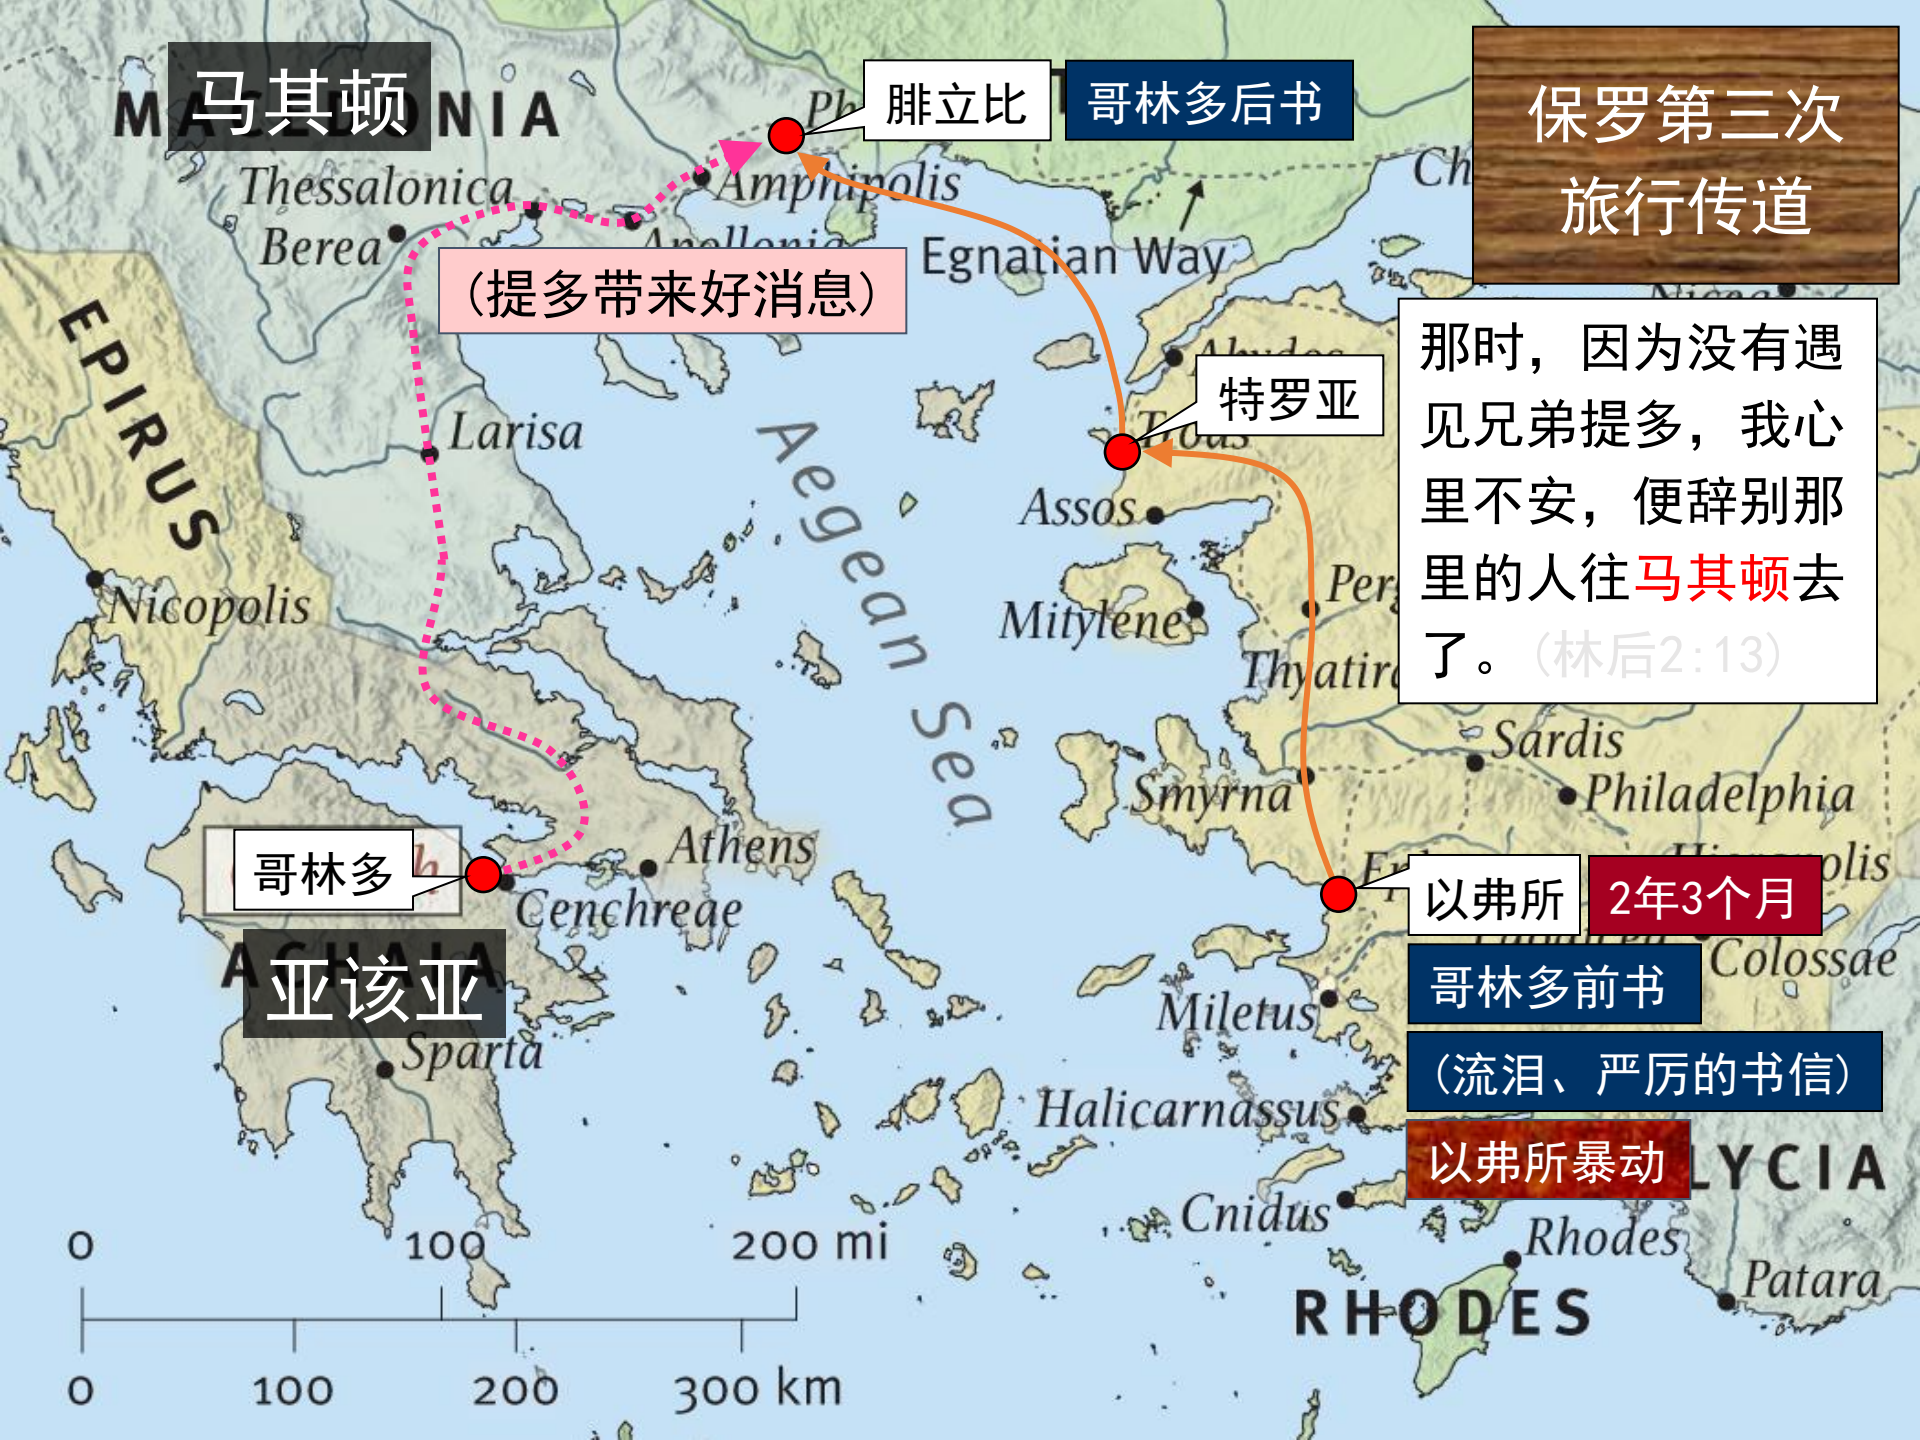 保罗第三次
旅行传道
马其顿
腓立比
哥林多后书
MACEDONIA
Thessalonica
Berea
Amphipolis
Apollonia
Egnatian Way
(提多带来好消息)
那时，因为没有遇
见兄弟提多，我心
里不安，便辞别那
里的人往马其顿去
了。(林后2:13)
特罗亚
Abydos
Troas
EPIRUS
Larisa
Aegean Sea
Assos
Nicopolis
Mitylene
Thyatira
Sardis
Smyrna
Philadelphia
哥林多
Athens
Cenchreae
以弗所
2年3个月
哥林多前书
(流泪、严厉的书信)
以弗所暴动
Colossae
ACHAIA
亚该亚
Sparta
Miletus
Halicarnassus
LYCIA
Cnidus
Rhodes
RHODES
Patara
0 100 200 mi
0 100 200 300 km